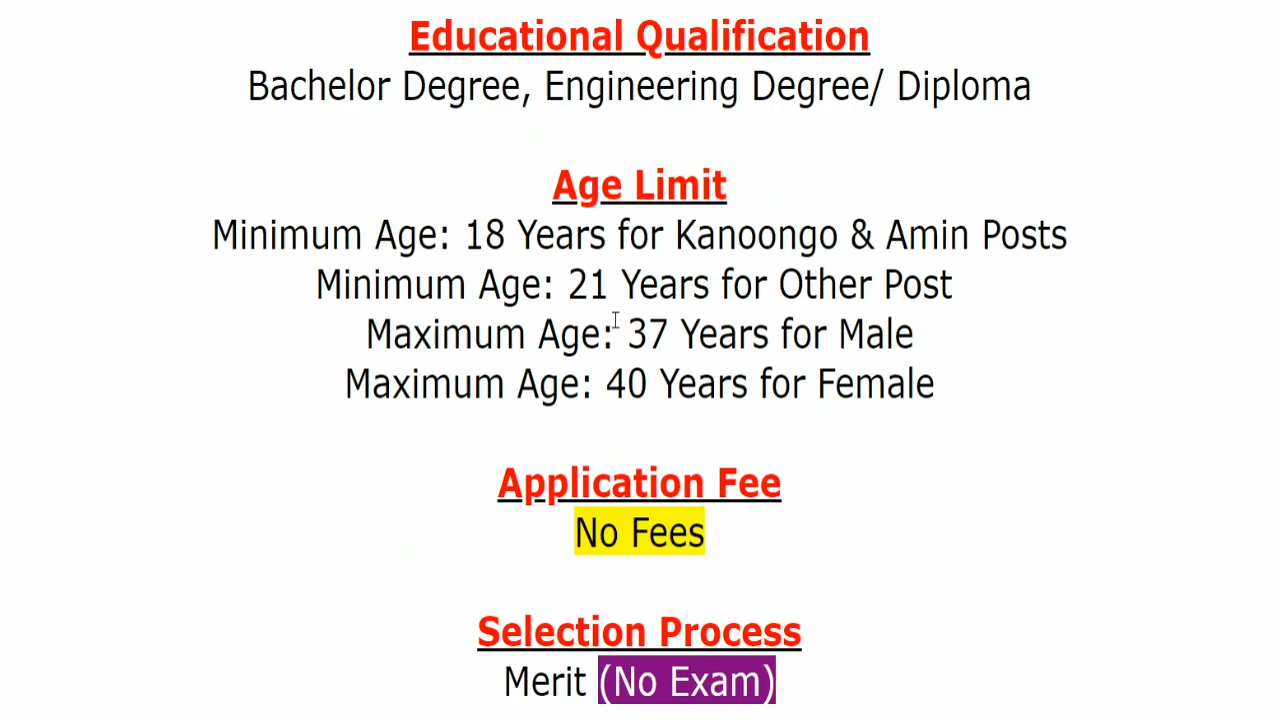 Educational Qualification
Bachelor Degree, Engineering Degree/ Diploma
Age Limit
Minimum Age: 18 Years for Kanoongo & Amin Posts
Minimum Age: 21 Years for Other Post
Maximum Age: 37 Years for Male
Maximum Age: 40 Years for Female
Application Fee
No Fees
Selection Process
Merit (No Exam)